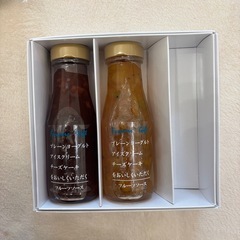 プレーンヨーグルト
アイスクリーム
チーズケーキ
をおいしくいただく
フルーツソース
プレーンヨーグルト
アイスクリーム
チーズケーキ
をおいしくいただく
フルーツソース